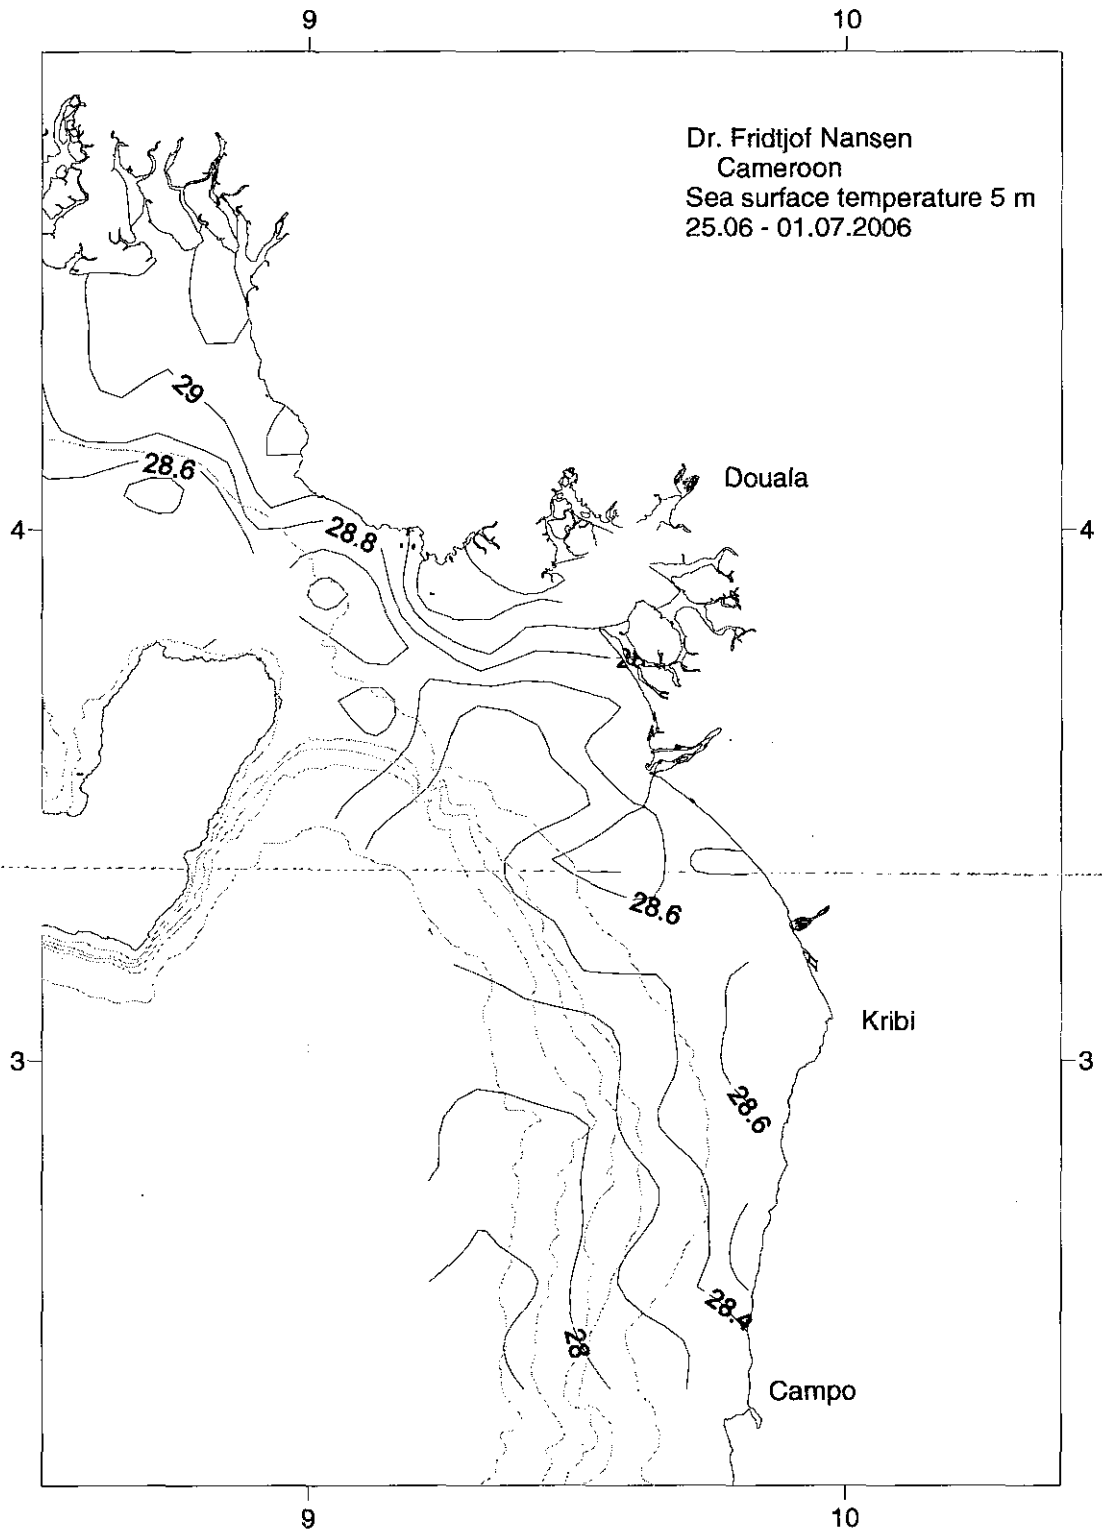 9 10
Dr. Fridtjof Nansen
Cameroon
Sea surface temperature 5 m
25.06 - 01.07.2006
29
28.6
Douala
4 28.8 4
28.6
Kribi
3 3
28.6
28.4
28
Campo
9 10